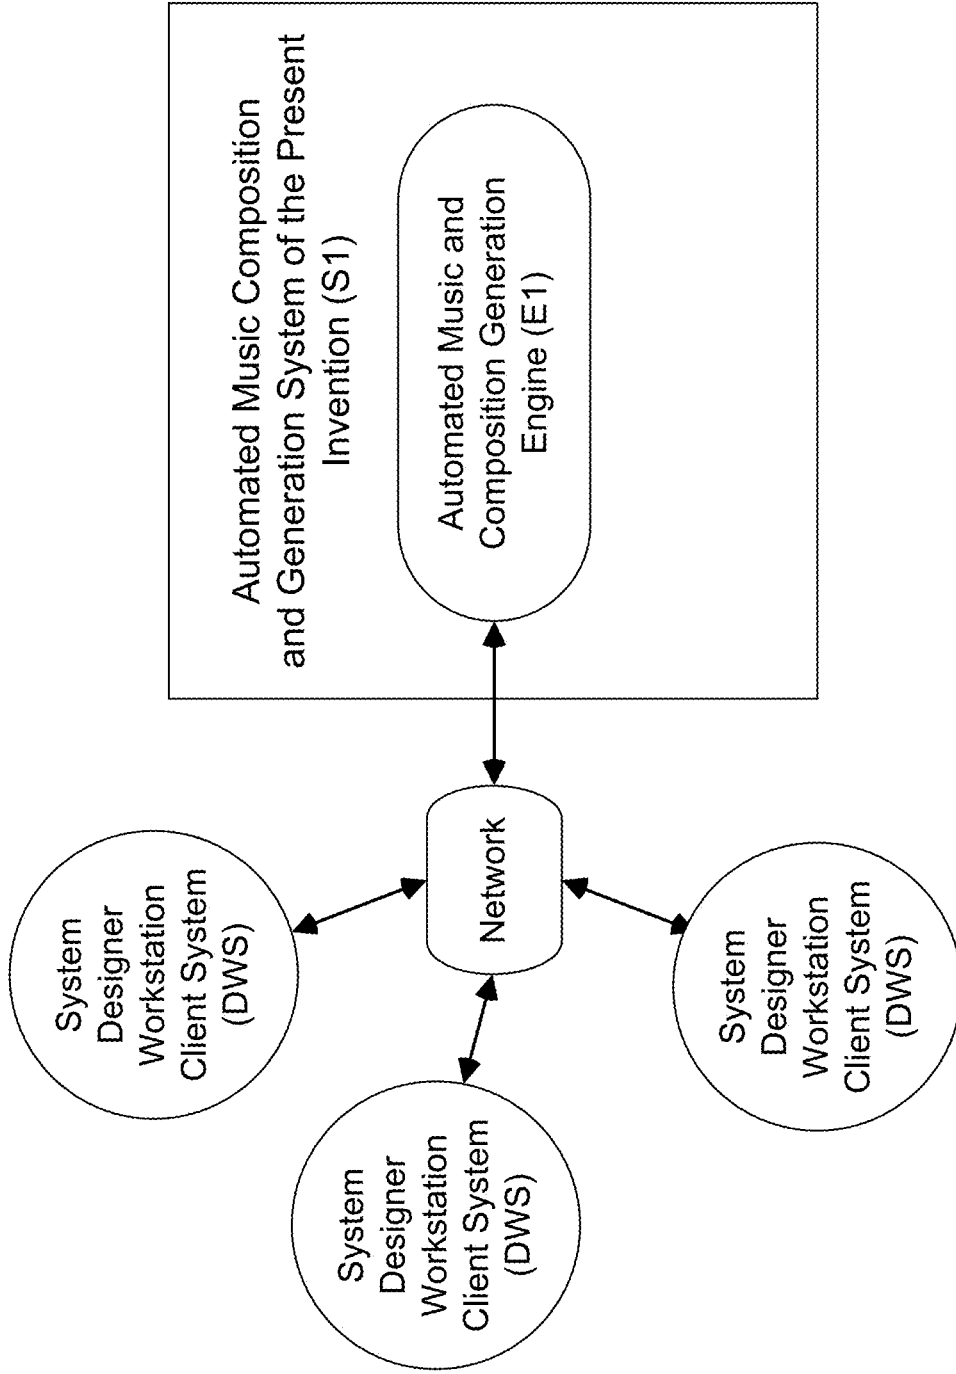 Automated Music Composition
and Generation System of the Present
Invention (S1)
Automated Music and
Composition Generation
Engine (E1)
Network
System
Designer
Workstation
Client System
(DWS)
System
Designer
Workstation
Client System
(DWS)
System
Designer
Workstation
Client System
(DWS)